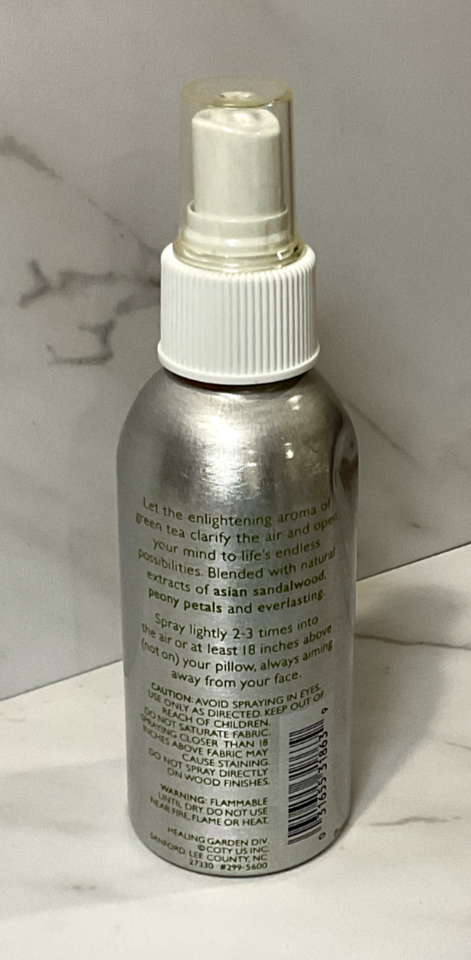 Let the enlightening aroma of
green tea clarify the air and open
your mind to life's endless
possibilities. Blended with natural
extracts of asian sandalwood,
peony petals and everlasting.
Spray lightly 2-3 times into
the air or at least 18 inches above
(not on) your pillow, always aiming
away from your face.
CAUTION: AVOID SPRAYING IN EYES.
USE ONLY AS DIRECTED. KEEP OUT OF
REACH OF CHILDREN.
DO NOT SATURATE FABRIC.
SPRAYING CLOSER THAN 18
INCHES ABOVE FABRIC MAY
CAUSE STAINING.
DO NOT SPRAY DIRECTLY
ON WOOD FINISHES.
WARNING: FLAMMABLE
UNTIL DRY. DO NOT USE
NEAR FIRE, FLAME OR HEAT.
HEALING GARDEN DIV.
©COTY US INC.
SANFORD, LEE COUNTY, NC
27330 #299-5600